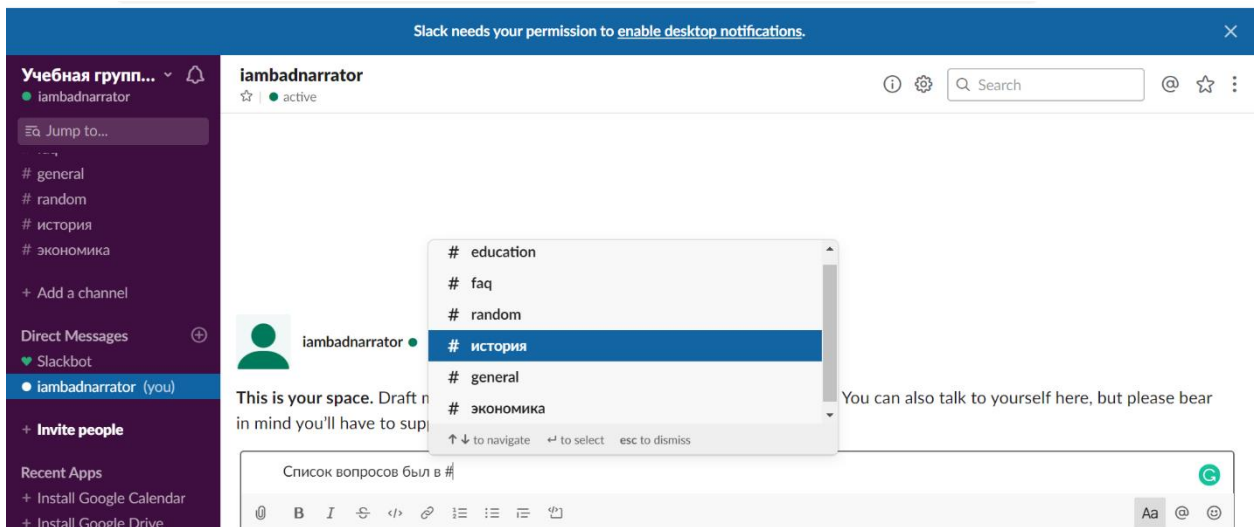 Slack needs your permission to enable desktop notifications.
Учебная групп...
iambadnarrator
Jump to...
# general
# random
# история
# экономика
+ Add a channel
Direct Messages
Slackbot
iambadnarrator (you)
+ Invite people
Recent Apps
+ Install Google Calendar
+ Install Google Drive
iambadnarrator
active
Search
# education
# faq
# random
# история
# general
# экономика
↑↓ to navigate ↵ to select esc to dismiss
iambadnarrator
This is your space. Draft You can also talk to yourself here, but please bear
in mind you'll have to
Список вопросов был в #
B I S </>
Aa @